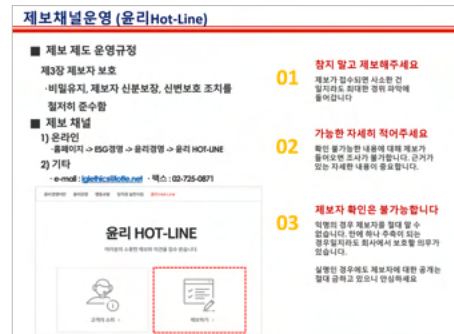 제보채널운영 (윤리Hot-Line)
■ 제보 제도 운영규정
제3장 제보자 보호
·비밀유지, 제보자 신분보장, 신변보호 조치를
철저히 준수함
■ 제보 채널
1) 온라인
-홈페이지 -> ESG경영 -> 윤리경영 -> 윤리 HOT-LINE
2) 기타
· e-mail : lglethics@lotte.net · 팩스 : 02-725-0871
윤리 HOT-LINE
고객의 소리 ›
제보하기 ›
01
참지 말고 제보해주세요
제보가 접수되면 사소한 건
일지라도 최대한 경위 파악에
들어갑니다
02
가능한 자세히 적어주세요
확인 불가능한 내용에 대해 제보가
들어오면 조사가 불가합니다. 근거가
있는 자세한 내용이 중요합니다.
03
제보자 확인은 불가능합니다
익명의 경우 제보자를 절대 알 수
없습니다. 만에 하나 추측이 되는
경우일지라도 회사에서 보호할 의무가
있습니다.
실명인 경우에도 제보자에 대한 공개는
절대 금하고 있으니 안심하세요